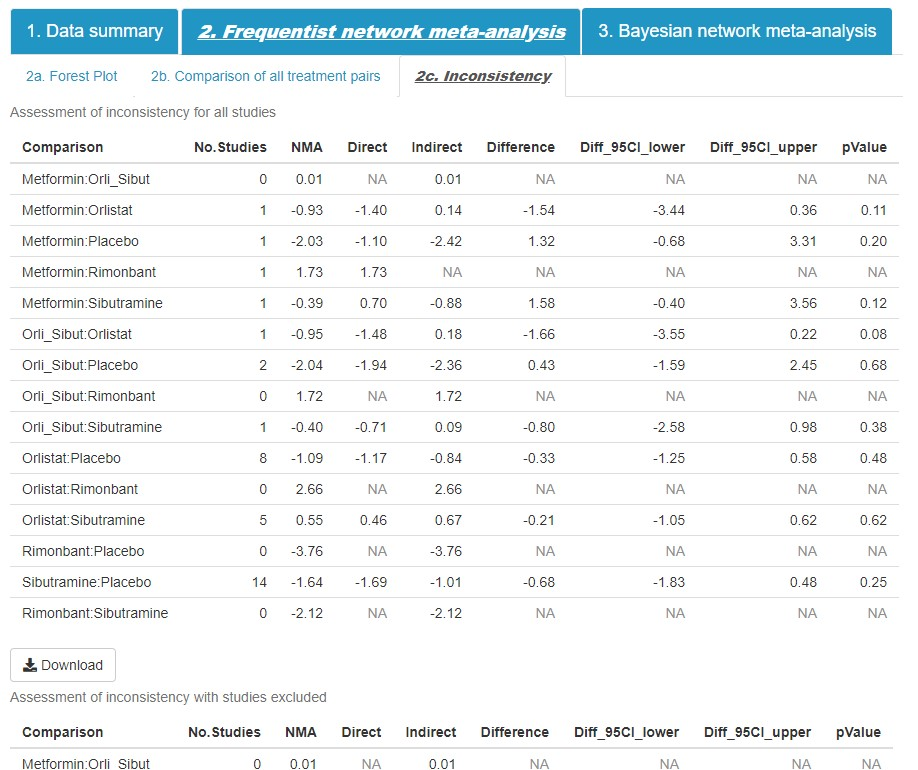 1. Data summary 2. Frequentist network meta-analysis 3. Bayesian network meta-analysis
2a. Forest Plot 2b. Comparison of all treatment pairs 2c. Inconsistency
Assessment of inconsistency for all studies
Comparison No.Studies NMA Direct Indirect Difference Diff_95CI_lower Diff_95CI_upper pValue
Metformin:Orli_Sibut 0 0.01 NA 0.01 NA NA NA NA
Metformin:Orlistat 1 -0.93 -1.40 0.14 -1.54 -3.44 0.36 0.11
Metformin:Placebo 1 -2.03 -1.10 -2.42 1.32 -0.68 3.31 0.20
Metformin:Rimonbant 1 1.73 1.73 NA NA NA NA NA
Metformin:Sibutramine 1 -0.39 0.70 -0.88 1.58 -0.40 3.56 0.12
Orli_Sibut:Orlistat 1 -0.95 -1.48 0.18 -1.66 -3.55 0.22 0.08
Orli_Sibut:Placebo 2 -2.04 -1.94 -2.36 0.43 -1.59 2.45 0.68
Orli_Sibut:Rimonbant 0 1.72 NA 1.72 NA NA NA NA
Orli_Sibut:Sibutramine 1 -0.40 -0.71 0.09 -0.80 -2.58 0.98 0.38
Orlistat:Placebo 8 -1.09 -1.17 -0.84 -0.33 -1.25 0.58 0.48
Orlistat:Rimonbant 0 2.66 NA 2.66 NA NA NA NA
Orlistat:Sibutramine 5 0.55 0.46 0.67 -0.21 -1.05 0.62 0.62
Rimonbant:Placebo 0 -3.76 NA -3.76 NA NA NA NA
Sibutramine:Placebo 14 -1.64 -1.69 -1.01 -0.68 -1.83 0.48 0.25
Rimonbant:Sibutramine 0 -2.12 NA -2.12 NA NA NA NA
Download
Assessment of inconsistency with studies excluded
Comparison No.Studies NMA Direct Indirect Difference Diff_95CI_lower Diff_95CI_upper pValue
Metformin:Orli_Sibut 0 0.01 NA 0.01 NA NA NA NA